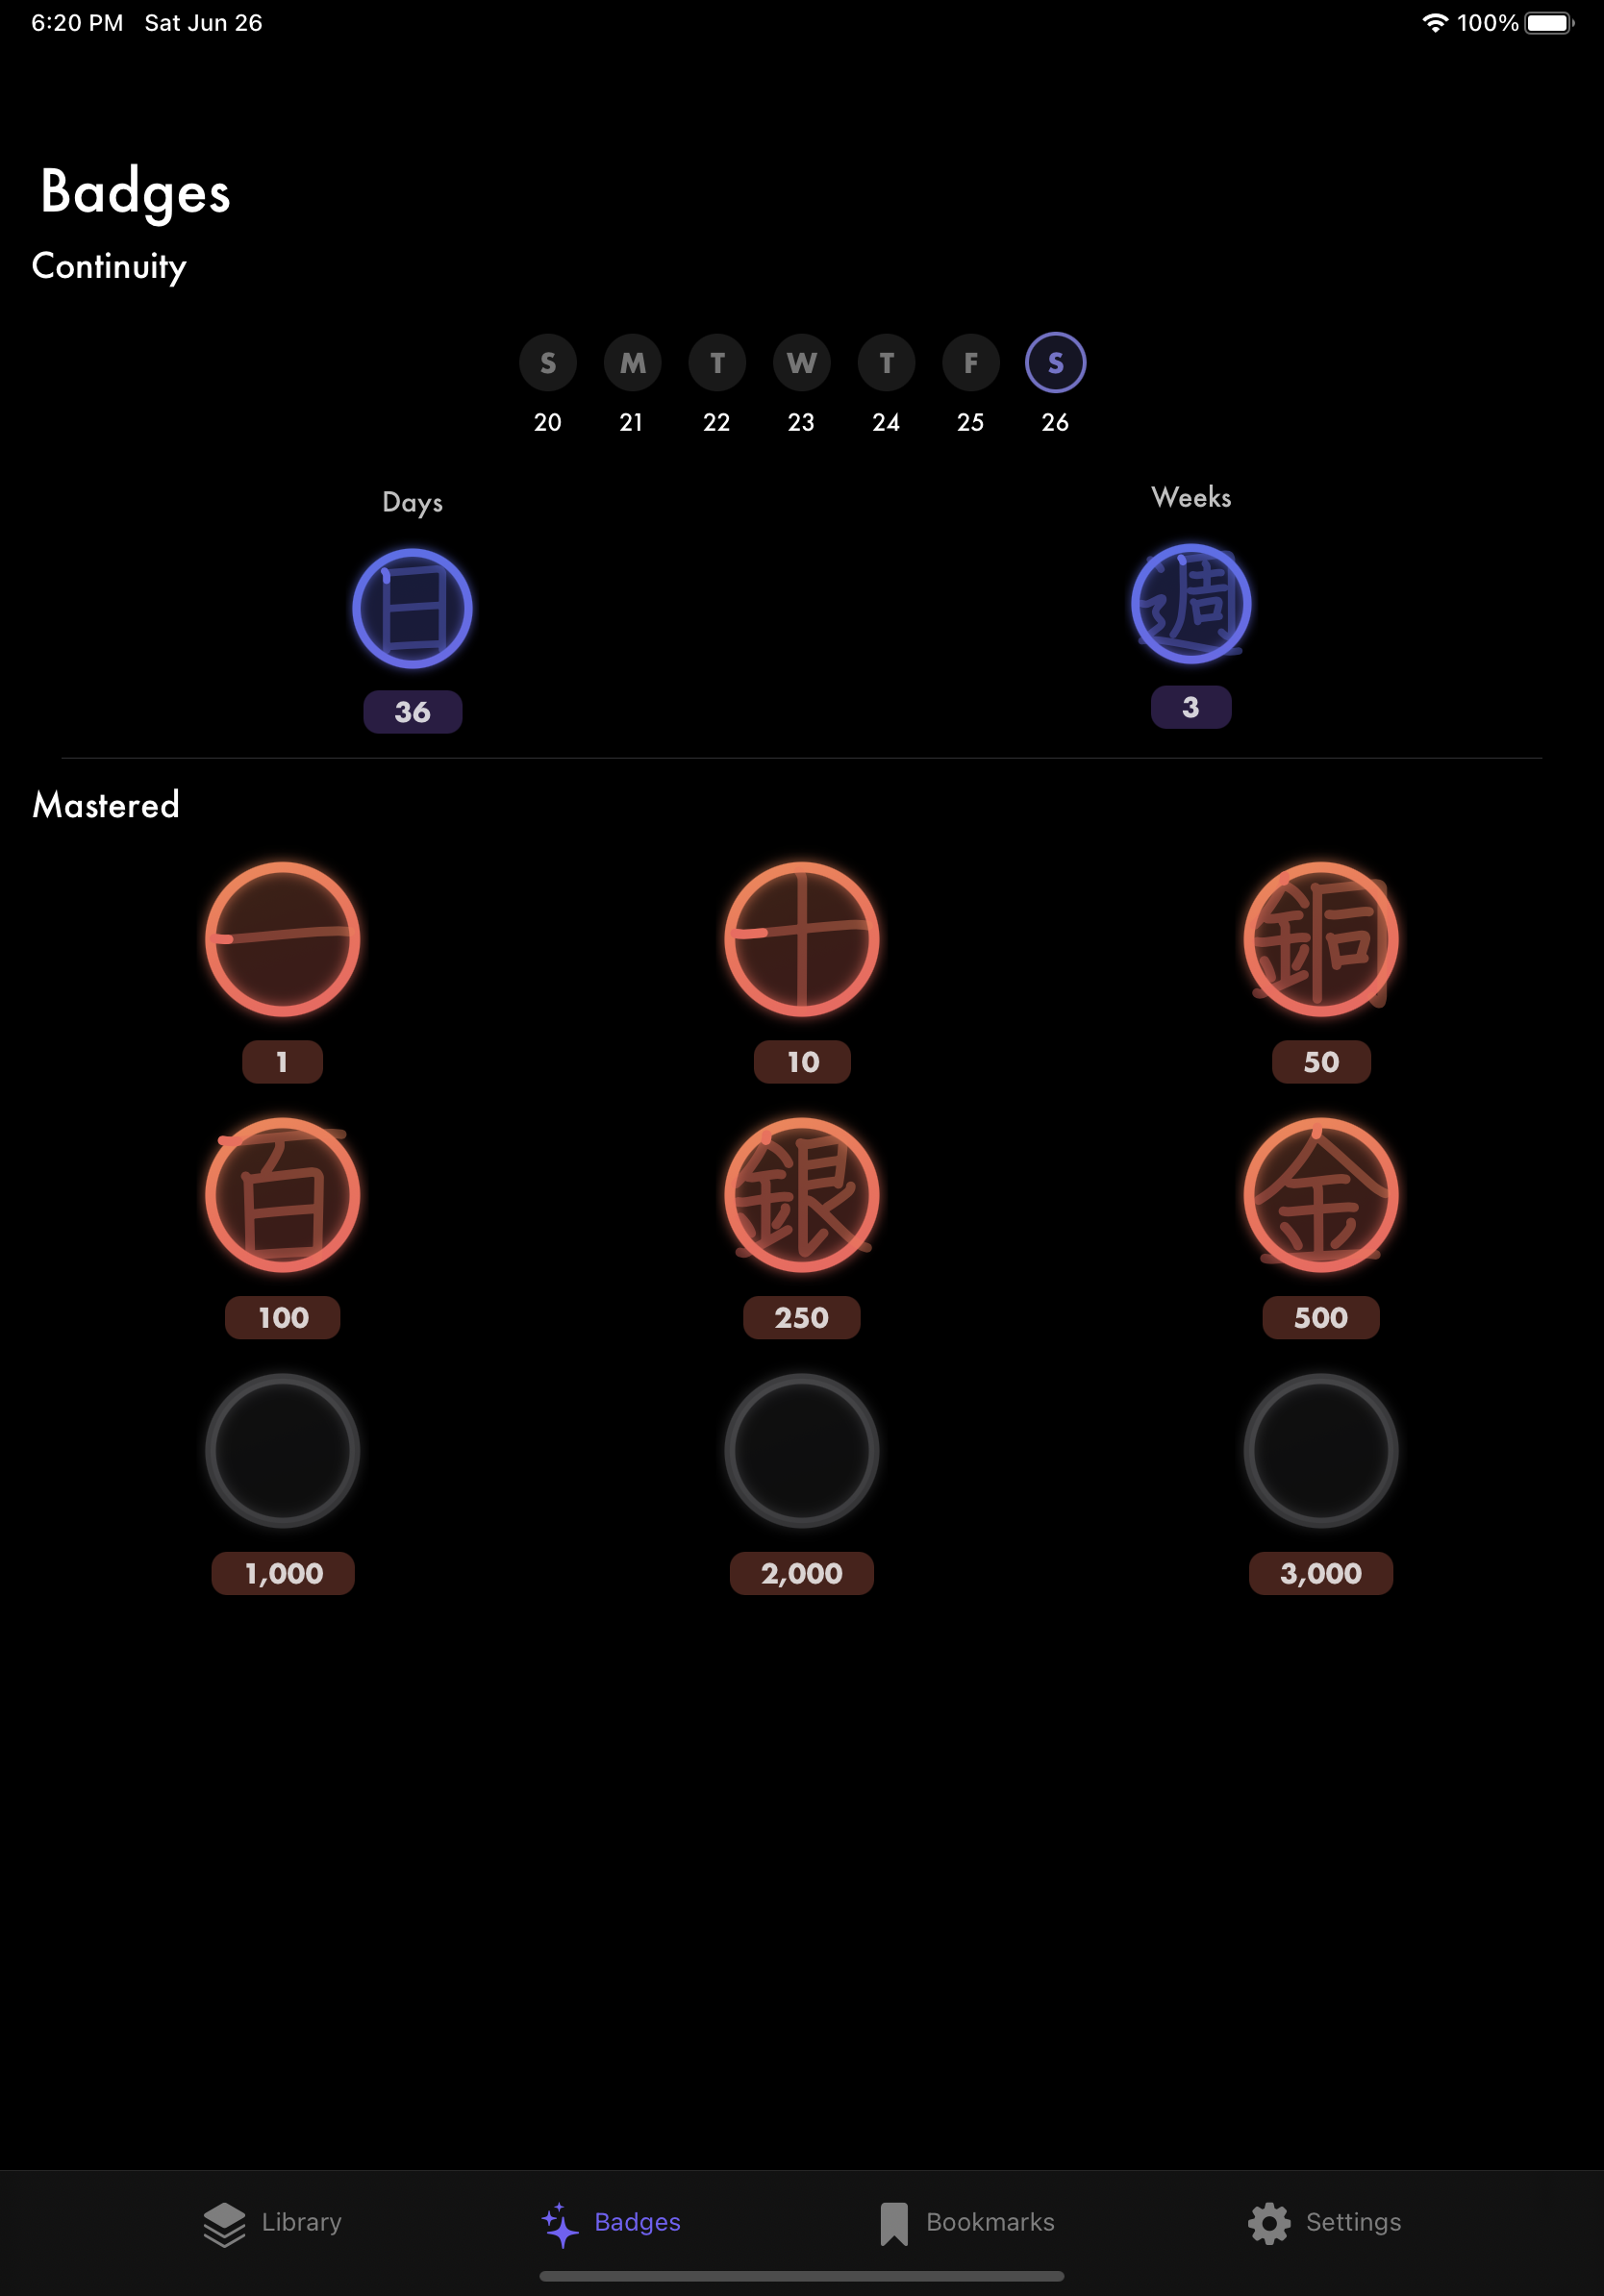 6:20 PM Sat Jun 26 100%
Badges
Continuity
S M T W T F S
20 21 22 23 24 25 26
Days Weeks
日 週
36 3
Mastered
一 十 銅
1 10 50
百 銀 金
100 250 500
1,000 2,000 3,000
Library Badges Bookmarks Settings